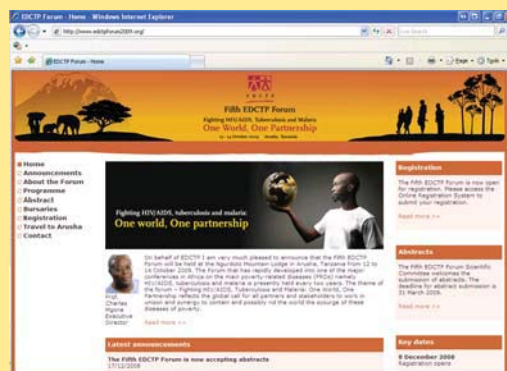 EDCTP Forum - Home - Windows Internet Explorer
http://www.edctpforum2009.org/
Live Search
EDCTP Forum - Home
Page
Tools
EDCTP
Fifth EDCTP Forum
Fighting HIV/AIDS, Tuberculosis and Malaria
One World, One Partnership
12 - 14 October 2009 Arusha, Tanzania
Home
Announcements
About the Forum
Programme
Abstract
Bursaries
Registration
Travel to Arusha
Contact
Fighting HIV/AIDS, tuberculosis and malaria:
One world, One partnership
Prof.
Charles
Mgone
Executive
Director
On behalf of EDCTP I am very much pleased to announce that the Fifth EDCTP
Forum will be held at the Ngurdoto Mountain Lodge in Arusha, Tanzania from 12 to
14 October 2009. The Forum that has rapidly developed into one of the major
conferences in Africa on the main poverty-related diseases (PRDs) namely
HIV/AIDS, tuberculosis and malaria is presently held every two years. The theme of
the forum – Fighting HIV/AIDS, Tuberculosis and Malaria: One World, One
Partnership reflects the global call for all partners and stakeholders to work in
unison and synergy to contain and possibly rid the world the scourge of these
diseases of poverty.
Read more >>
Latest announcements
The Fifth EDCTP Forum is now accepting abstracts
17/12/2008
Registration
The Fifth EDCTP Forum is now open
for registration. Please access the
Online Registration System to
submit your registration.
Read more >>
Abstracts
The Fifth EDCTP Forum Scientific
Committee welcomes the
submission of abstracts. The
deadline for abstract submission is
31 March 2009.
Read more >>
Key dates
8 December 2008
Registration opens